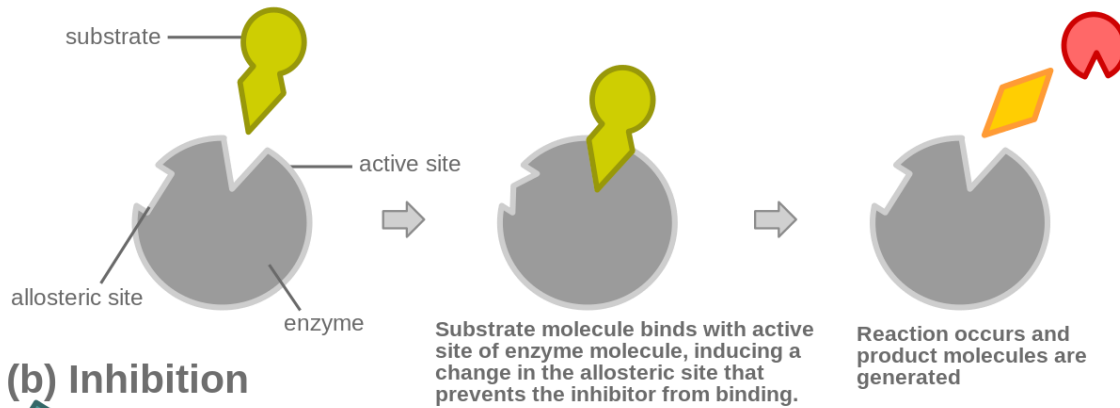 substrate
active site
allosteric site
enzyme
Substrate molecule binds with active
site of enzyme molecule, inducing a
change in the allosteric site that
prevents the inhibitor from binding.
Reaction occurs and
product molecules are
generated
(b) Inhibition